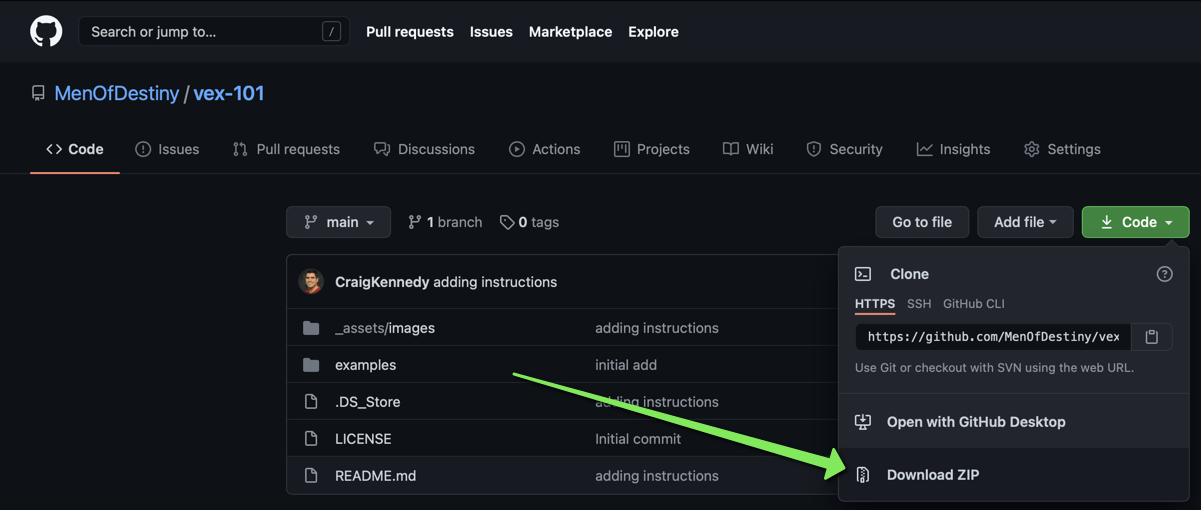 Search or jump to... /
Pull requests Issues Marketplace Explore
MenOfDestiny / vex-101
Code Issues Pull requests Discussions Actions Projects Wiki Security Insights Settings
main 1 branch 0 tags Go to file Add file Code
CraigKennedy adding instructions
_assets/images adding instructions
examples initial add
.DS_Store adding instructions
LICENSE Initial commit
README.md adding instructions
Clone ?
HTTPS SSH GitHub CLI
https://github.com/MenOfDestiny/vex
Use Git or checkout with SVN using the web URL.
Open with GitHub Desktop
Download ZIP